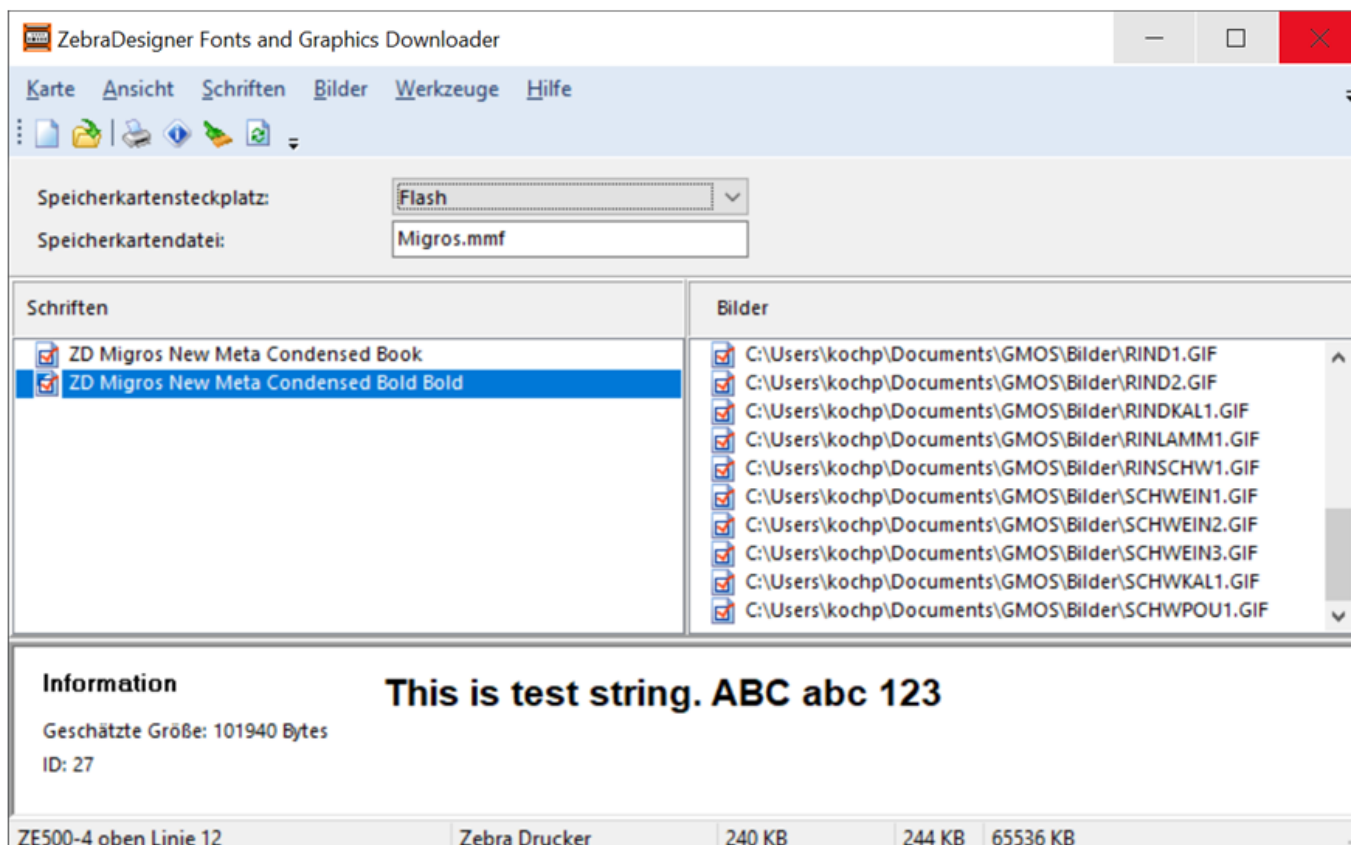 ZebraDesigner Fonts and Graphics Downloader
Karte Ansicht Schriften Bilder Werkzeuge Hilfe
Speicherkartensteckplatz: Flash
Speicherkartendatei: Migros.mmf
Schriften
ZD Migros New Meta Condensed Book
ZD Migros New Meta Condensed Bold Bold
Bilder
C:\Users\kochp\Documents\GMOS\Bilder\RIND1.GIF
C:\Users\kochp\Documents\GMOS\Bilder\RIND2.GIF
C:\Users\kochp\Documents\GMOS\Bilder\RINDKAL1.GIF
C:\Users\kochp\Documents\GMOS\Bilder\RINLAMM1.GIF
C:\Users\kochp\Documents\GMOS\Bilder\RINSCHW1.GIF
C:\Users\kochp\Documents\GMOS\Bilder\SCHWEIN1.GIF
C:\Users\kochp\Documents\GMOS\Bilder\SCHWEIN2.GIF
C:\Users\kochp\Documents\GMOS\Bilder\SCHWEIN3.GIF
C:\Users\kochp\Documents\GMOS\Bilder\SCHWKAL1.GIF
C:\Users\kochp\Documents\GMOS\Bilder\SCHWPOU1.GIF
Information
Geschätzte Größe: 101940 Bytes
ID: 27
This is test string. ABC abc 123
ZE500-4 oben Linie 12 Zebra Drucker 240 KB 244 KB 65536 KB